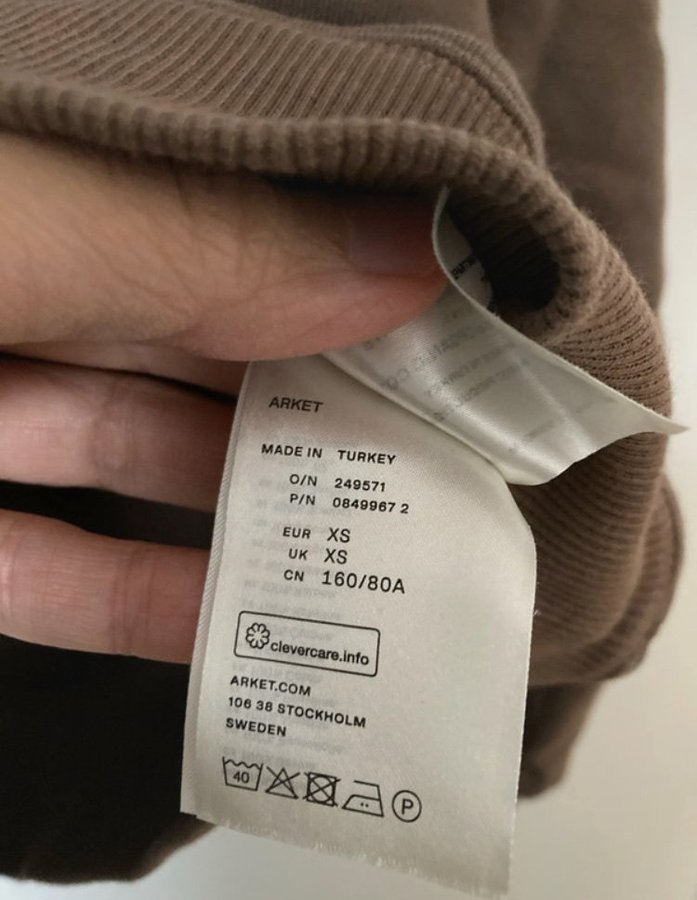 ARKET
MADE IN TURKEY
O/N 249571
P/N 0849967 2
EUR XS
UK XS
CN 160/80A
clevercare.info
ARKET.COM
106 38 STOCKHOLM
SWEDEN
40
P